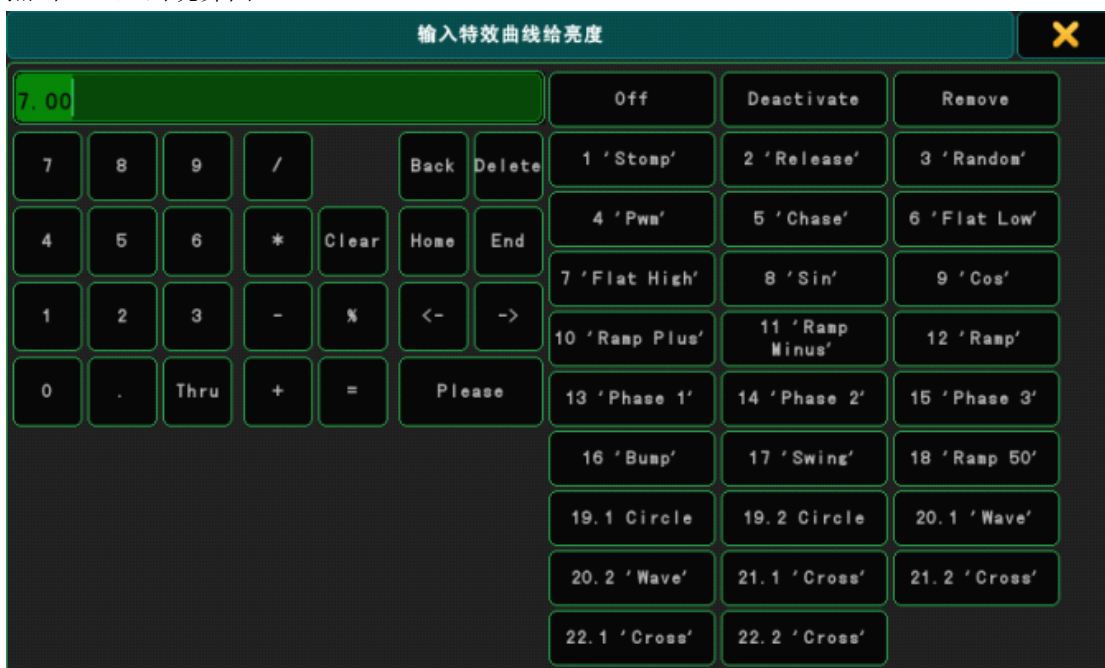 输入特效曲线给亮度
7.00
Off Deactivate Remove
7 8 9 / Back Delete
1 'Stomp' 2 'Release' 3 'Random'
4 5 6 * Clear Home End
4 'Pwm' 5 'Chase' 6 'Flat Low'
7 'Flat High' 8 'Sin' 9 'Cos'
1 2 3 - % <- ->
10 'Ramp Plus' 11 'Ramp
Minus' 12 'Ramp'
0 . Thru + = Please
13 'Phase 1' 14 'Phase 2' 15 'Phase 3'
16 'Bump' 17 'Swing' 18 'Ramp 50'
19.1 Circle 19.2 Circle 20.1 'Wave'
20.2 'Wave' 21.1 'Cross' 21.2 'Cross'
22.1 'Cross' 22.2 'Cross'